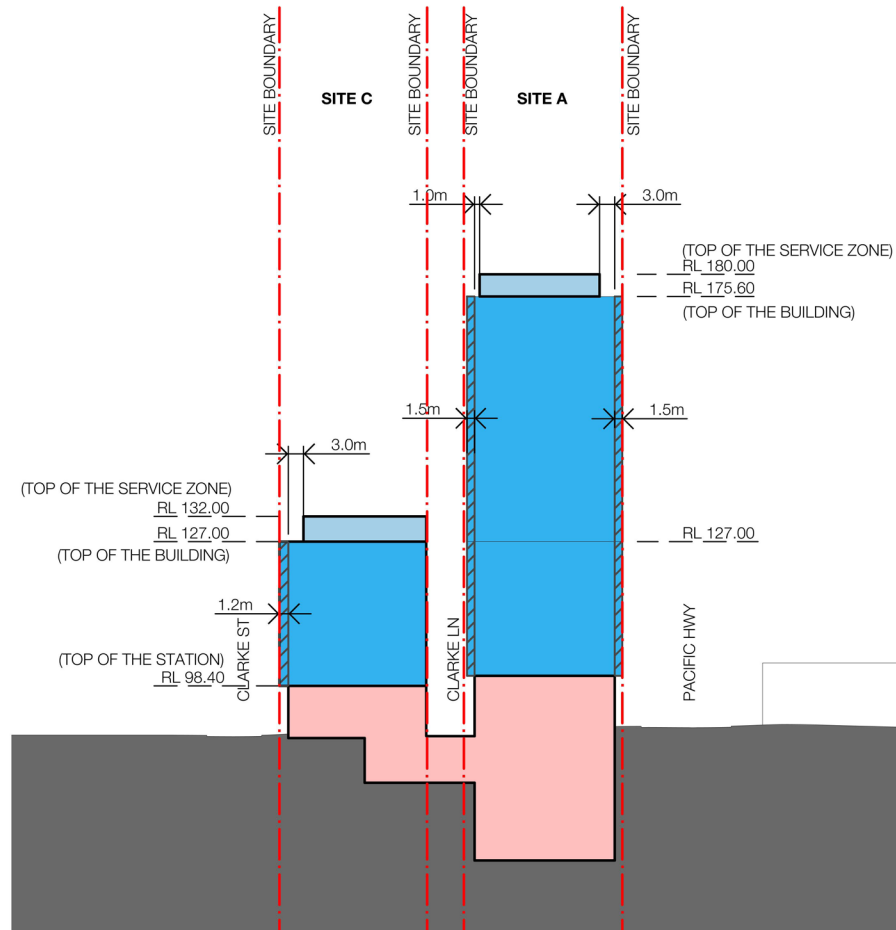 SITE BOUNDARY
SITE C
SITE BOUNDARY
SITE BOUNDARY
SITE A
SITE BOUNDARY
1.0m
3.0m
(TOP OF THE SERVICE ZONE)
RL 180.00
RL 175.60
(TOP OF THE BUILDING)
1.5m
1.5m
3.0m
(TOP OF THE SERVICE ZONE)
RL 132.00
RL 127.00
(TOP OF THE BUILDING)
RL 127.00
1.2m
(TOP OF THE STATION)
RL 98.40
CLARKE ST
CLARKE LN
PACIFIC HWY